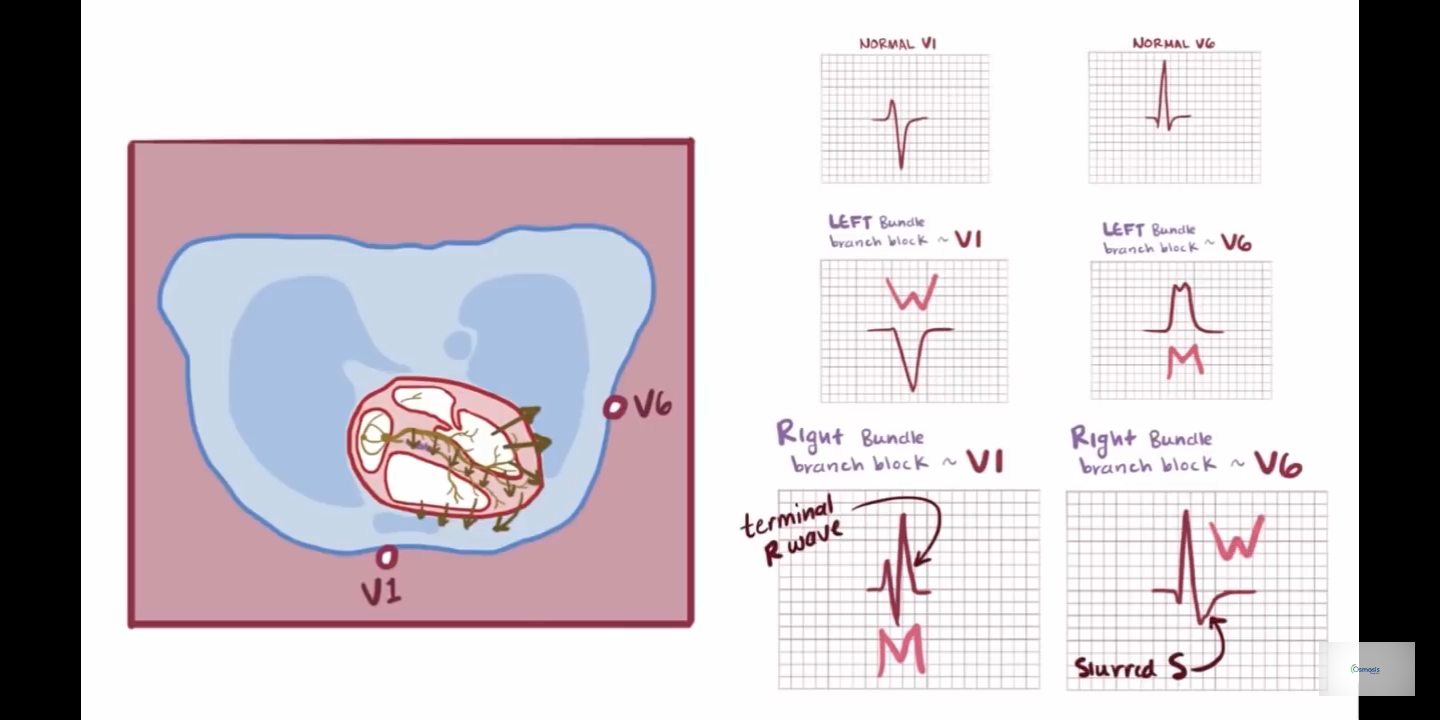 NORMAL V1
NORMAL V6
LEFT Bundle
branch block ~ V1
LEFT Bundle
branch block ~ V6
W
M
V6
Right Bundle
branch block ~ V1
Right Bundle
branch block ~ V6
terminal
R wave
W
V1
M
Slurred S
Osmosis